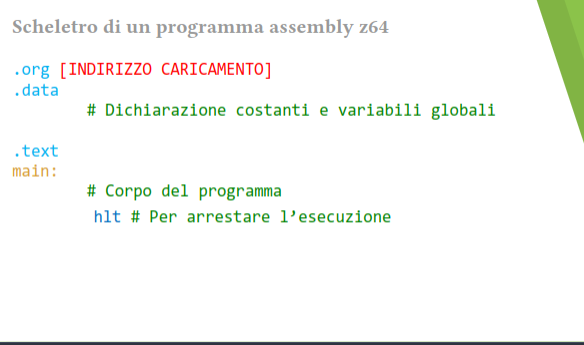 Scheletro di un programma assembly z64
.org [INDIRIZZO CARICAMENTO]
.data
# Dichiarazione costanti e variabili globali
.text
main:
# Corpo del programma
hlt # Per arrestare l’esecuzione